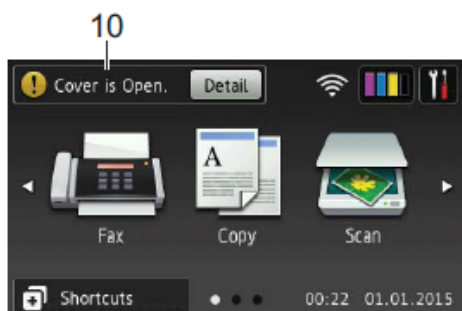 10
Cover is Open. Detail
A
Fax Copy Scan
Shortcuts 00:22 01.01.2015